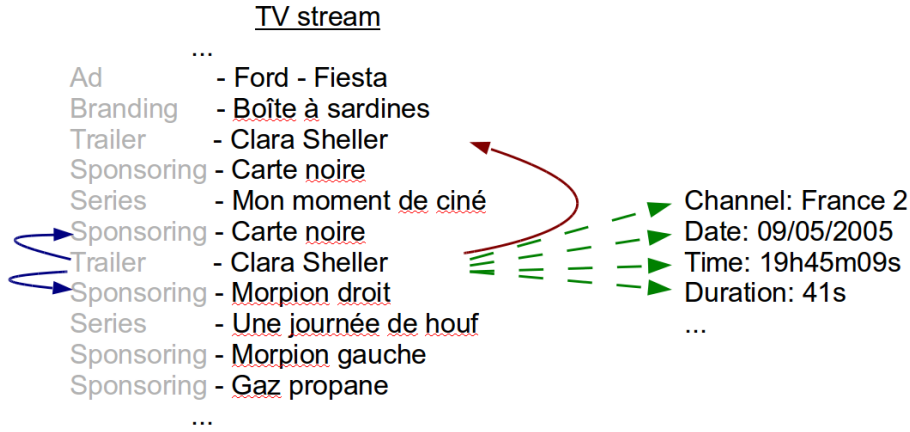 TV stream
...
Ad - Ford - Fiesta
Branding - Boîte à sardines
Trailer - Clara Sheller
Sponsoring - Carte noire
Series - Mon moment de ciné
Sponsoring - Carte noire
Trailer - Clara Sheller
Sponsoring - Morpion droit
Series - Une journée de houf
Sponsoring - Morpion gauche
Sponsoring - Gaz propane
...
Channel: France 2
Date: 09/05/2005
Time: 19h45m09s
Duration: 41s
...